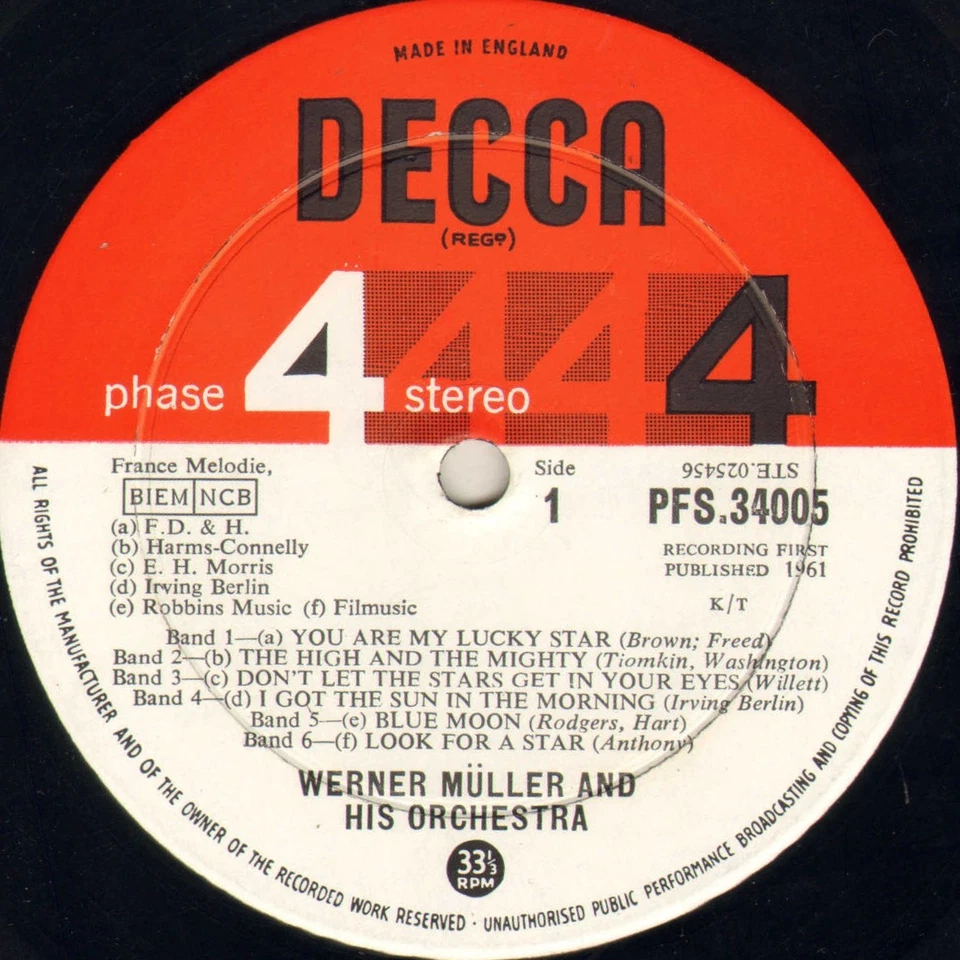 MADE IN ENGLAND
DECCA
(REGD)
phase 4 stereo 4
France Melodie,
BIEM NCB
(a) F.D. & H.
(b) Harms-Connelly
(c) E. H. Morris
(d) Irving Berlin
(e) Robbins Music (f) Filmusic
Side
1
STE.025456
PFS.34005
RECORDING FIRST
PUBLISHED 1961
K/T
Band 1—(a) YOU ARE MY LUCKY STAR (Brown; Freed)
Band 2—(b) THE HIGH AND THE MIGHTY (Tiomkin, Washington)
Band 3—(c) DON'T LET THE STARS GET IN YOUR EYES (Willett)
Band 4—(d) I GOT THE SUN IN THE MORNING (Irving Berlin)
Band 5—(e) BLUE MOON (Rodgers, Hart)
Band 6—(f) LOOK FOR A STAR (Anthony)
WERNER MÜLLER AND
HIS ORCHESTRA
33⅓
RPM
ALL RIGHTS OF THE MANUFACTURER AND OF THE OWNER OF THE RECORDED WORK RESERVED · UNAUTHORISED PUBLIC PERFORMANCE BROADCASTING AND COPYING OF THIS RECORD PROHIBITED